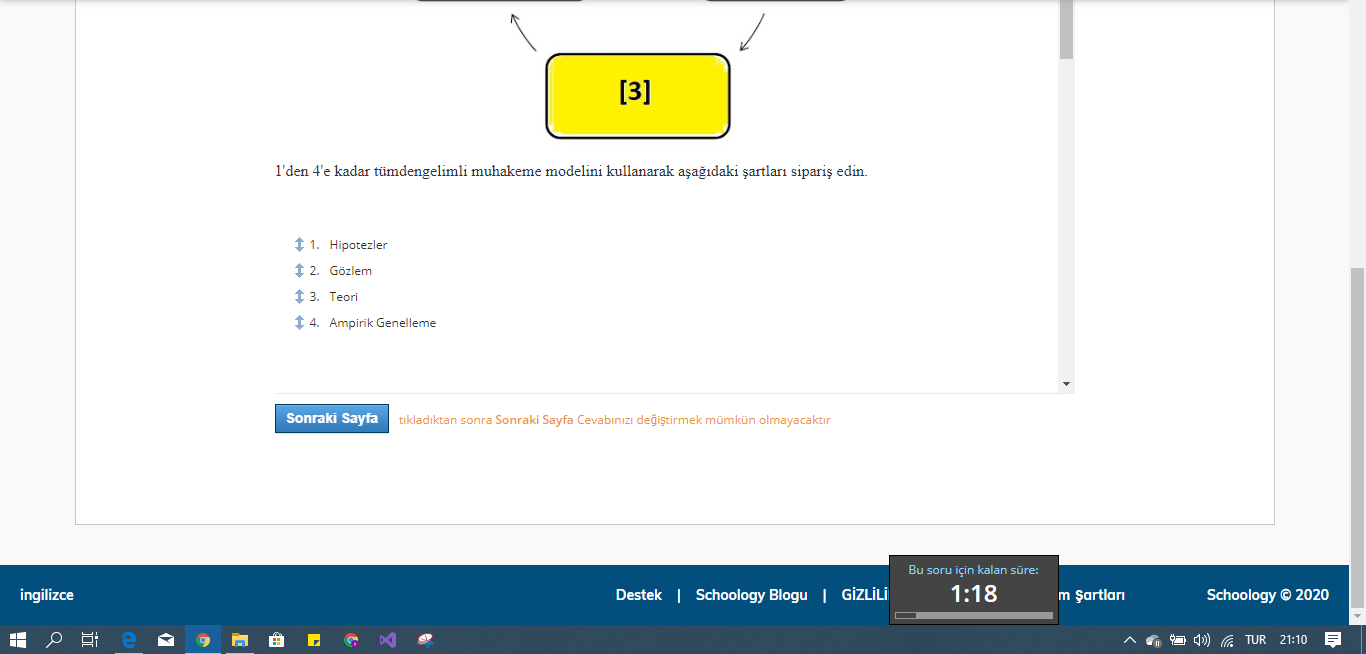 [3]
1'den 4'e kadar tümdengelimli muhakeme modelini kullanarak aşağıdaki şartları sipariş edin.
1. Hipotezler
2. Gözlem
3. Teori
4. Ampirik Genelleme
Sonraki Sayfa tıkladıktan sonra Sonraki Sayfa Cevabınızı değiştirmek mümkün olmayacaktır
Bu soru için kalan süre:
1:18
ingilizce Destek | Schoology Blogu | GİZLİLİ m Şartları Schoology © 2020
TUR 21:10